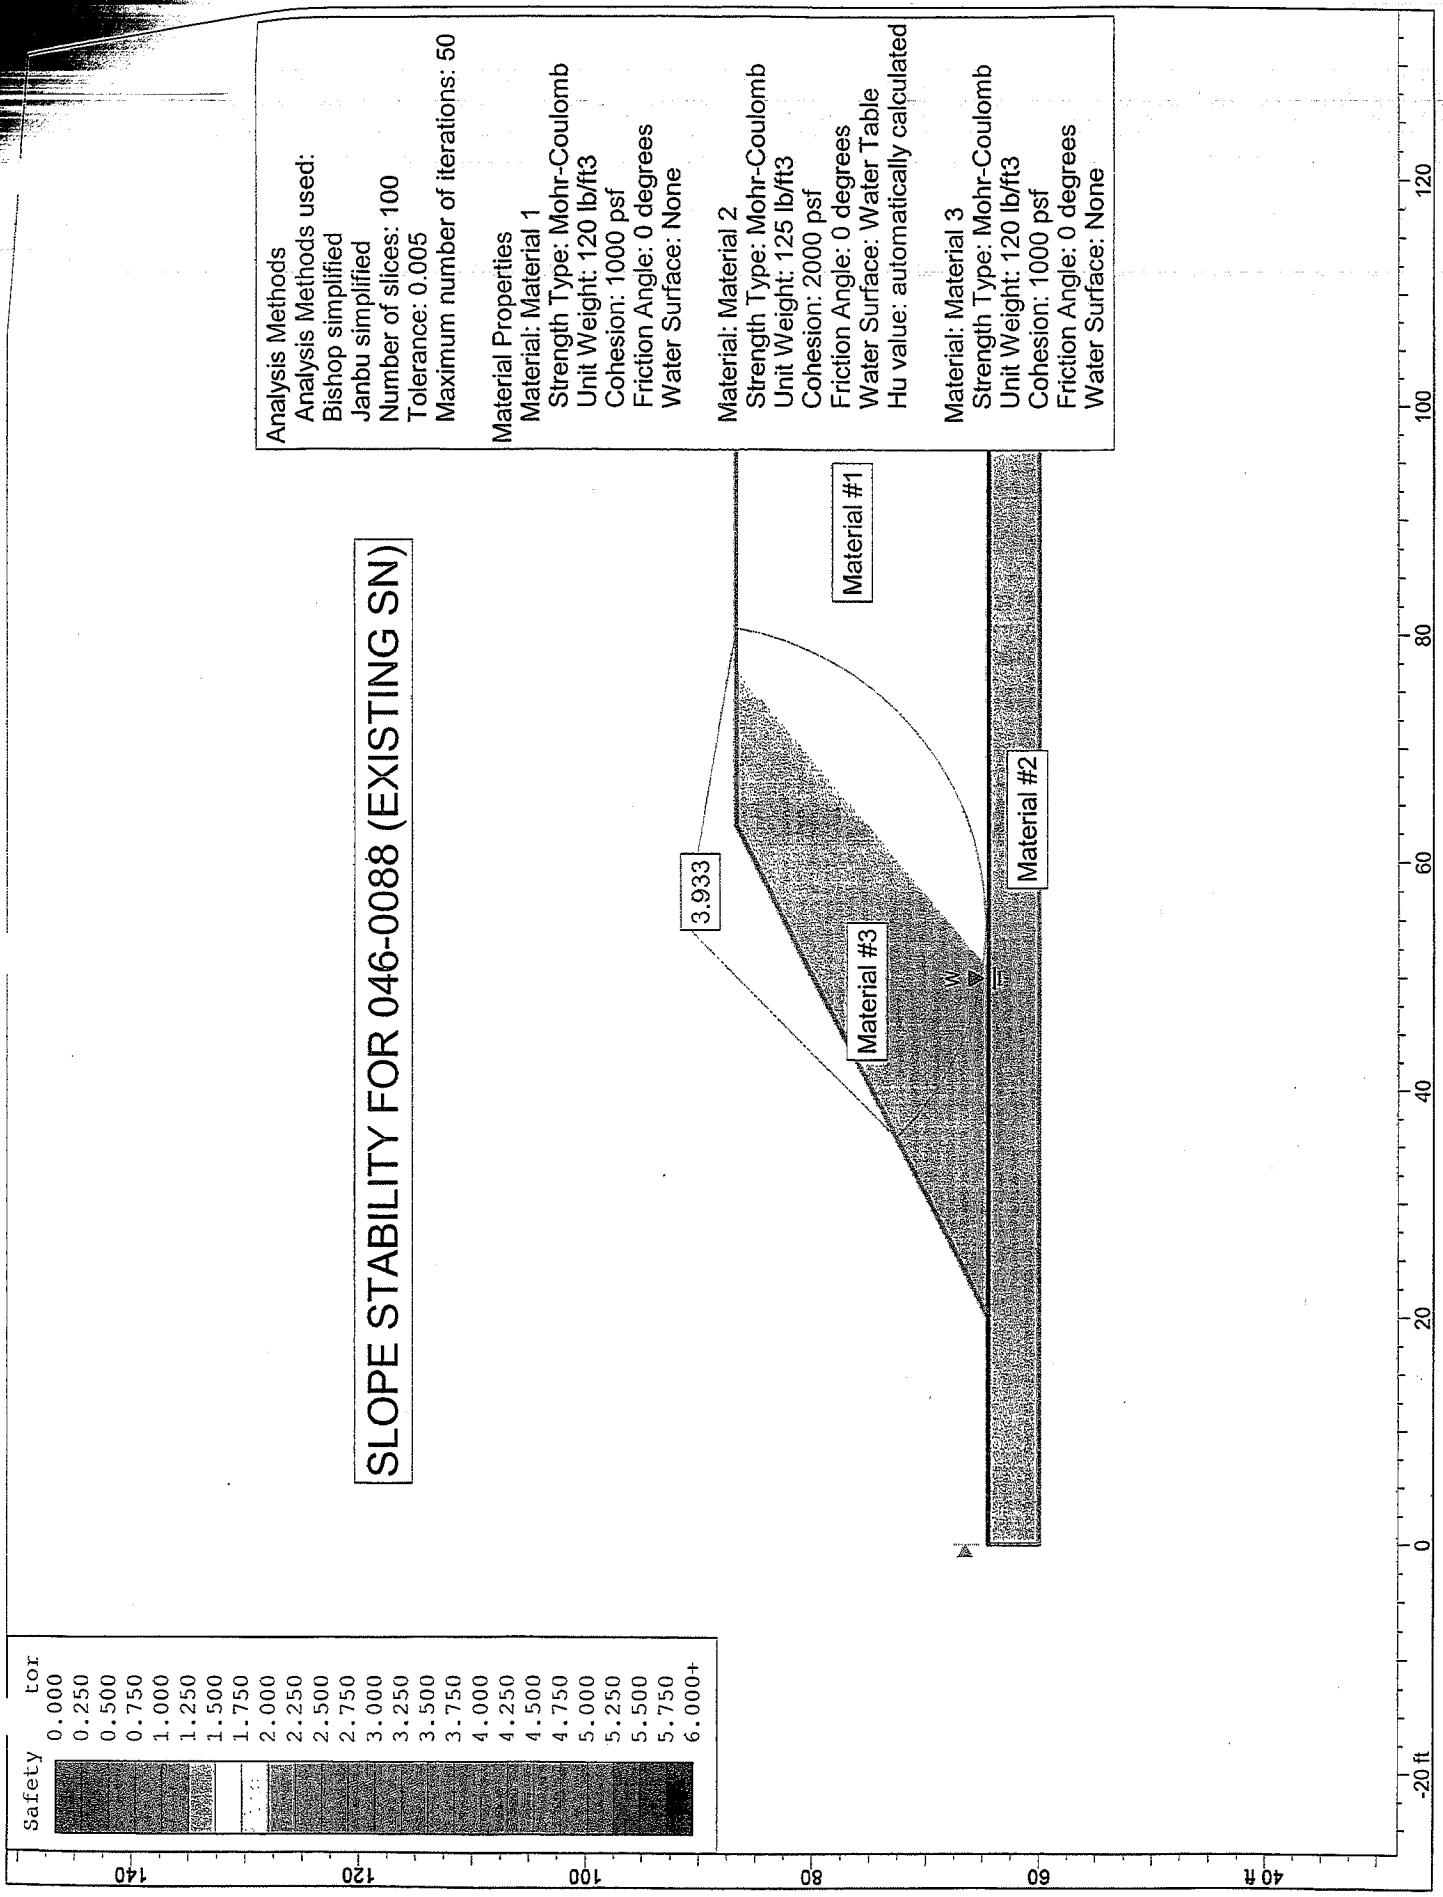 Safety tor
0.000
0.250
0.500
0.750
1.000
1.250
1.500
1.750
2.000
2.250
2.500
2.750
3.000
3.250
3.500
3.750
4.000
4.250
4.500
4.750
5.000
5.250
5.500
5.750
6.000+
SLOPE STABILITY FOR 046-0088 (EXISTING SN)
Analysis Methods
Analysis Methods used:
Bishop simplified
Janbu simplified
Number of slices: 100
Tolerance: 0.005
Maximum number of iterations: 50
Material Properties
Material: Material 1
Strength Type: Mohr-Coulomb
Unit Weight: 120 lb/ft3
Cohesion: 1000 psf
Friction Angle: 0 degrees
Water Surface: None
Material: Material 2
Strength Type: Mohr-Coulomb
Unit Weight: 125 lb/ft3
Cohesion: 2000 psf
Friction Angle: 0 degrees
Water Surface: Water Table
Hu value: automatically calculated
Material: Material 3
Strength Type: Mohr-Coulomb
Unit Weight: 120 lb/ft3
Cohesion: 1000 psf
Friction Angle: 0 degrees
Water Surface: None
3.933
Material #3
Material #1
W
Material #2
140
120
100
80
60
40 ft
-20 ft
0
20
40
60
80
100
120